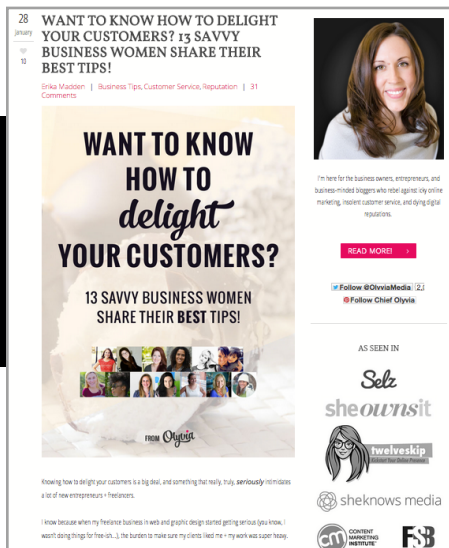 28
January
10
WANT TO KNOW HOW TO DELIGHT
YOUR CUSTOMERS? 13 SAVVY
BUSINESS WOMEN SHARE THEIR
BEST TIPS!
Erika Madden | Business Tips, Customer Service, Reputation | 31
Comments
WANT TO KNOW
HOW TO
delight
YOUR CUSTOMERS?
13 SAVVY BUSINESS WOMEN
SHARE THEIR BEST TIPS!
FROM Olyvia
Knowing how to delight your customers is a big deal, and something that really, truly, seriously intimidates
a lot of new entrepreneurs + freelancers.
I know because when my freelance business in web and graphic design started getting serious (you know, I
wasn't doing things for free-ish...), the burden to make sure my clients liked me + my work was super heavy.
I'm here for the business owners, entrepreneurs, and
business-minded bloggers who rebel against icky online
marketing, insolent customer service, and dying digital
reputations.
READ MORE! ›
Follow @OlyviaMedia
Follow Chief Olyvia
AS SEEN IN
Selz
sheownsit
twelveskip
sheknows media
CM CONTENT
MARKETING
INSTITUTE
FSB